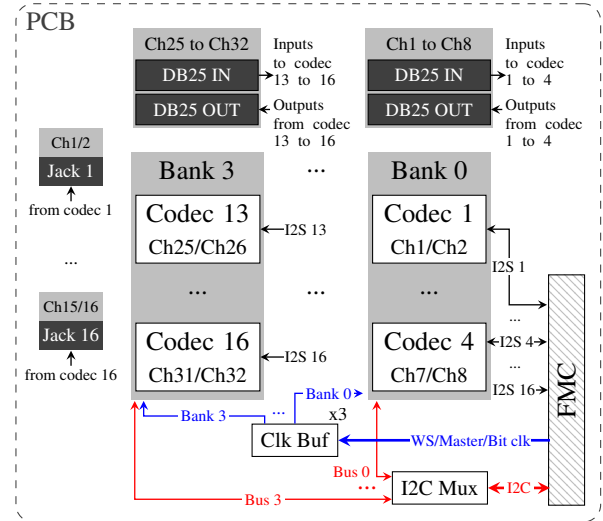 PCB
Ch25 to Ch32
DB25 IN
DB25 OUT
Inputs
to codec
13 to 16
Outputs
from codec
13 to 16
Ch1 to Ch8
DB25 IN
DB25 OUT
Inputs
to codec
1 to 4
Outputs
from codec
1 to 4
Ch1/2
Jack 1
from codec 1
...
Ch15/16
Jack 16
from codec 16
Bank 3
Codec 13
Ch25/Ch26
...
Codec 16
Ch31/Ch32
I2S 13
I2S 16
...
...
Bank 0
Codec 1
Ch1/Ch2
...
Codec 4
Ch7/Ch8
I2S 1
...
I2S 4
...
I2S 16
FMC
Bank 3
...
Bank 0
x3
Clk Buf
WS/Master/Bit clk
Bus 0
...
Bus 3
I2C Mux
I2C